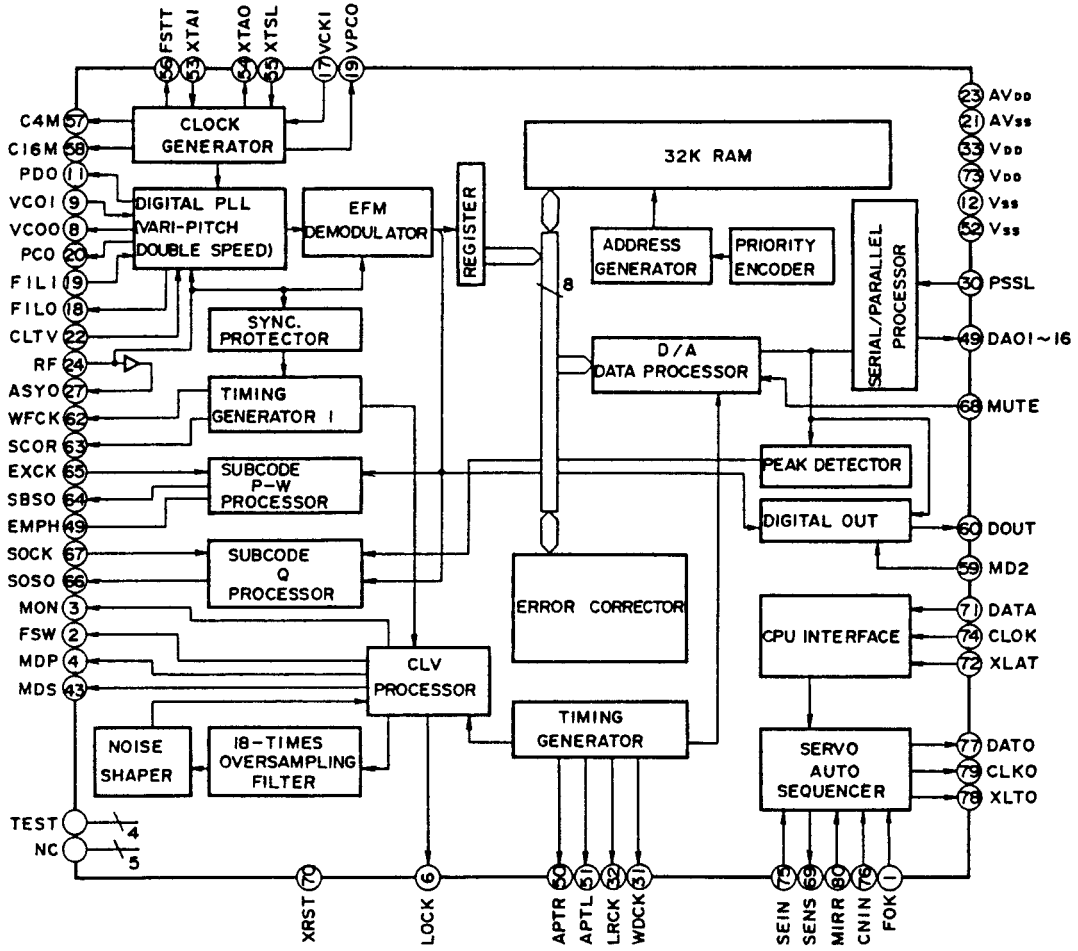 FSTT
XTAI
XTAO
XTSL
VCKI
VPCO
56
53
54
55
17
19
C4M 57
C16M 58
PDO 11
VCOI 9
VCOO 8
PCO 20
FILI 19
FILO 18
CLTV 22
RF 24
ASYO 27
WFCK 62
SCOR 63
EXCK 65
SBSO 64
EMPH 49
SOCK 67
SOSO 66
MON 3
FSW 2
MDP 4
MDS 43
TEST
4
NC
5
CLOCK
GENERATOR
DIGITAL PLL
(VARI-PITCH
DOUBLE SPEED)
EFM
DEMODULATOR
REGISTER
SYNC.
PROTECTOR
TIMING
GENERATOR I
SUBCODE
P-W
PROCESSOR
SUBCODE
Q
PROCESSOR
CLV
PROCESSOR
NOISE
SHAPER
18-TIMES
OVERSAMPLING
FILTER
32K RAM
8
ADDRESS
GENERATOR
PRIORITY
ENCODER
SERIAL/PARALLEL
PROCESSOR
D/A
DATA PROCESSOR
PEAK DETECTOR
DIGITAL OUT
ERROR CORRECTOR
CPU INTERFACE
TIMING
GENERATOR
SERVO
AUTO
SEQUENCER
23 AVDD
21 AVSS
33 VDD
73 VDD
12 VSS
52 VSS
30 PSSL
49 DAO1~16
68 MUTE
60 DOUT
59 MD2
71 DATA
74 CLOK
72 XLAT
77 DATO
79 CLKO
78 XLTO
70
6
50
51
32
31
75
69
80
76
1
XRST
LOCK
APTR
APTL
LRCK
WDCK
SEIN
SENS
MIRR
CNIN
FOK